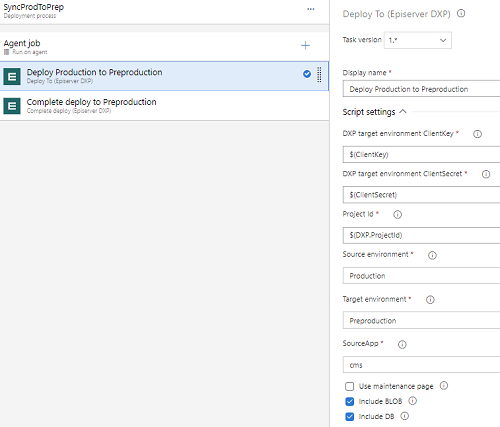 SyncProdToPrep
Deployment process
Agent job
Run on agent
Deploy Production to Preproduction
Deploy To (Episerver DXP)
Complete deploy to Preproduction
Complete deploy (Episerver DXP)
Deploy To (Episerver DXP)
Task version 1.*
Display name *
Deploy Production to Preproduction
Script settings
DXP target environment ClientKey *
$(ClientKey)
DXP target environment ClientSecret *
$(ClientSecret)
Project Id *
$(DXP.ProjectId)
Source environment *
Production
Target environment *
Preproduction
SourceApp *
cms
Use maintenance page
Include BLOB
Include DB